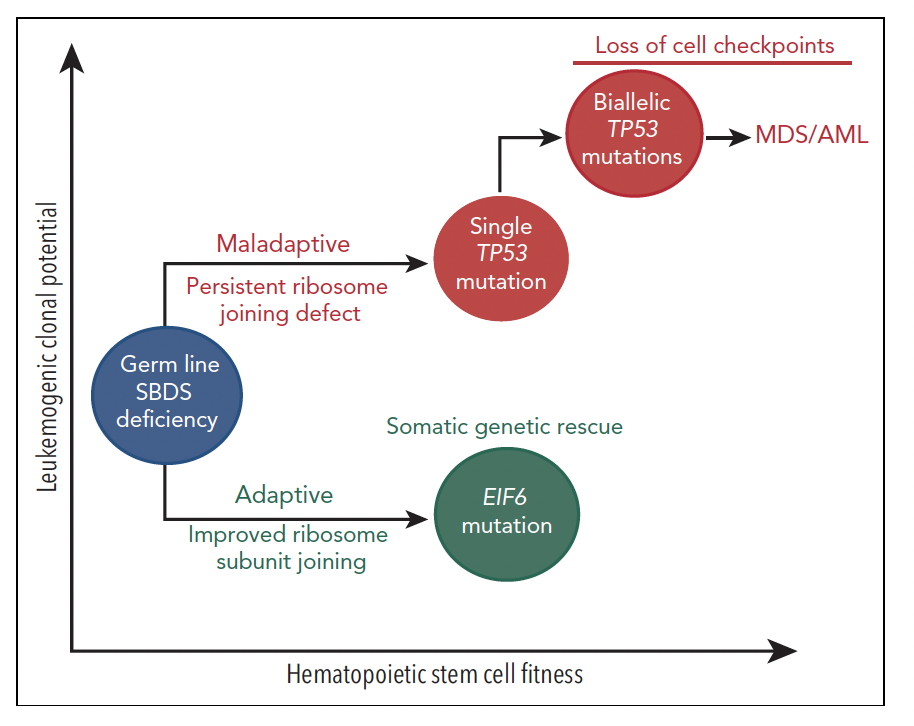 Loss of cell checkpoints
Biallelic
TP53
mutations
MDS/AML
Single
TP53
mutation
Maladaptive
Persistent ribosome
joining defect
Germ line
SBDS
deficiency
Somatic genetic rescue
EIF6
mutation
Adaptive
Improved ribosome
subunit joining
Leukemogenic clonal potential
Hematopoietic stem cell fitness